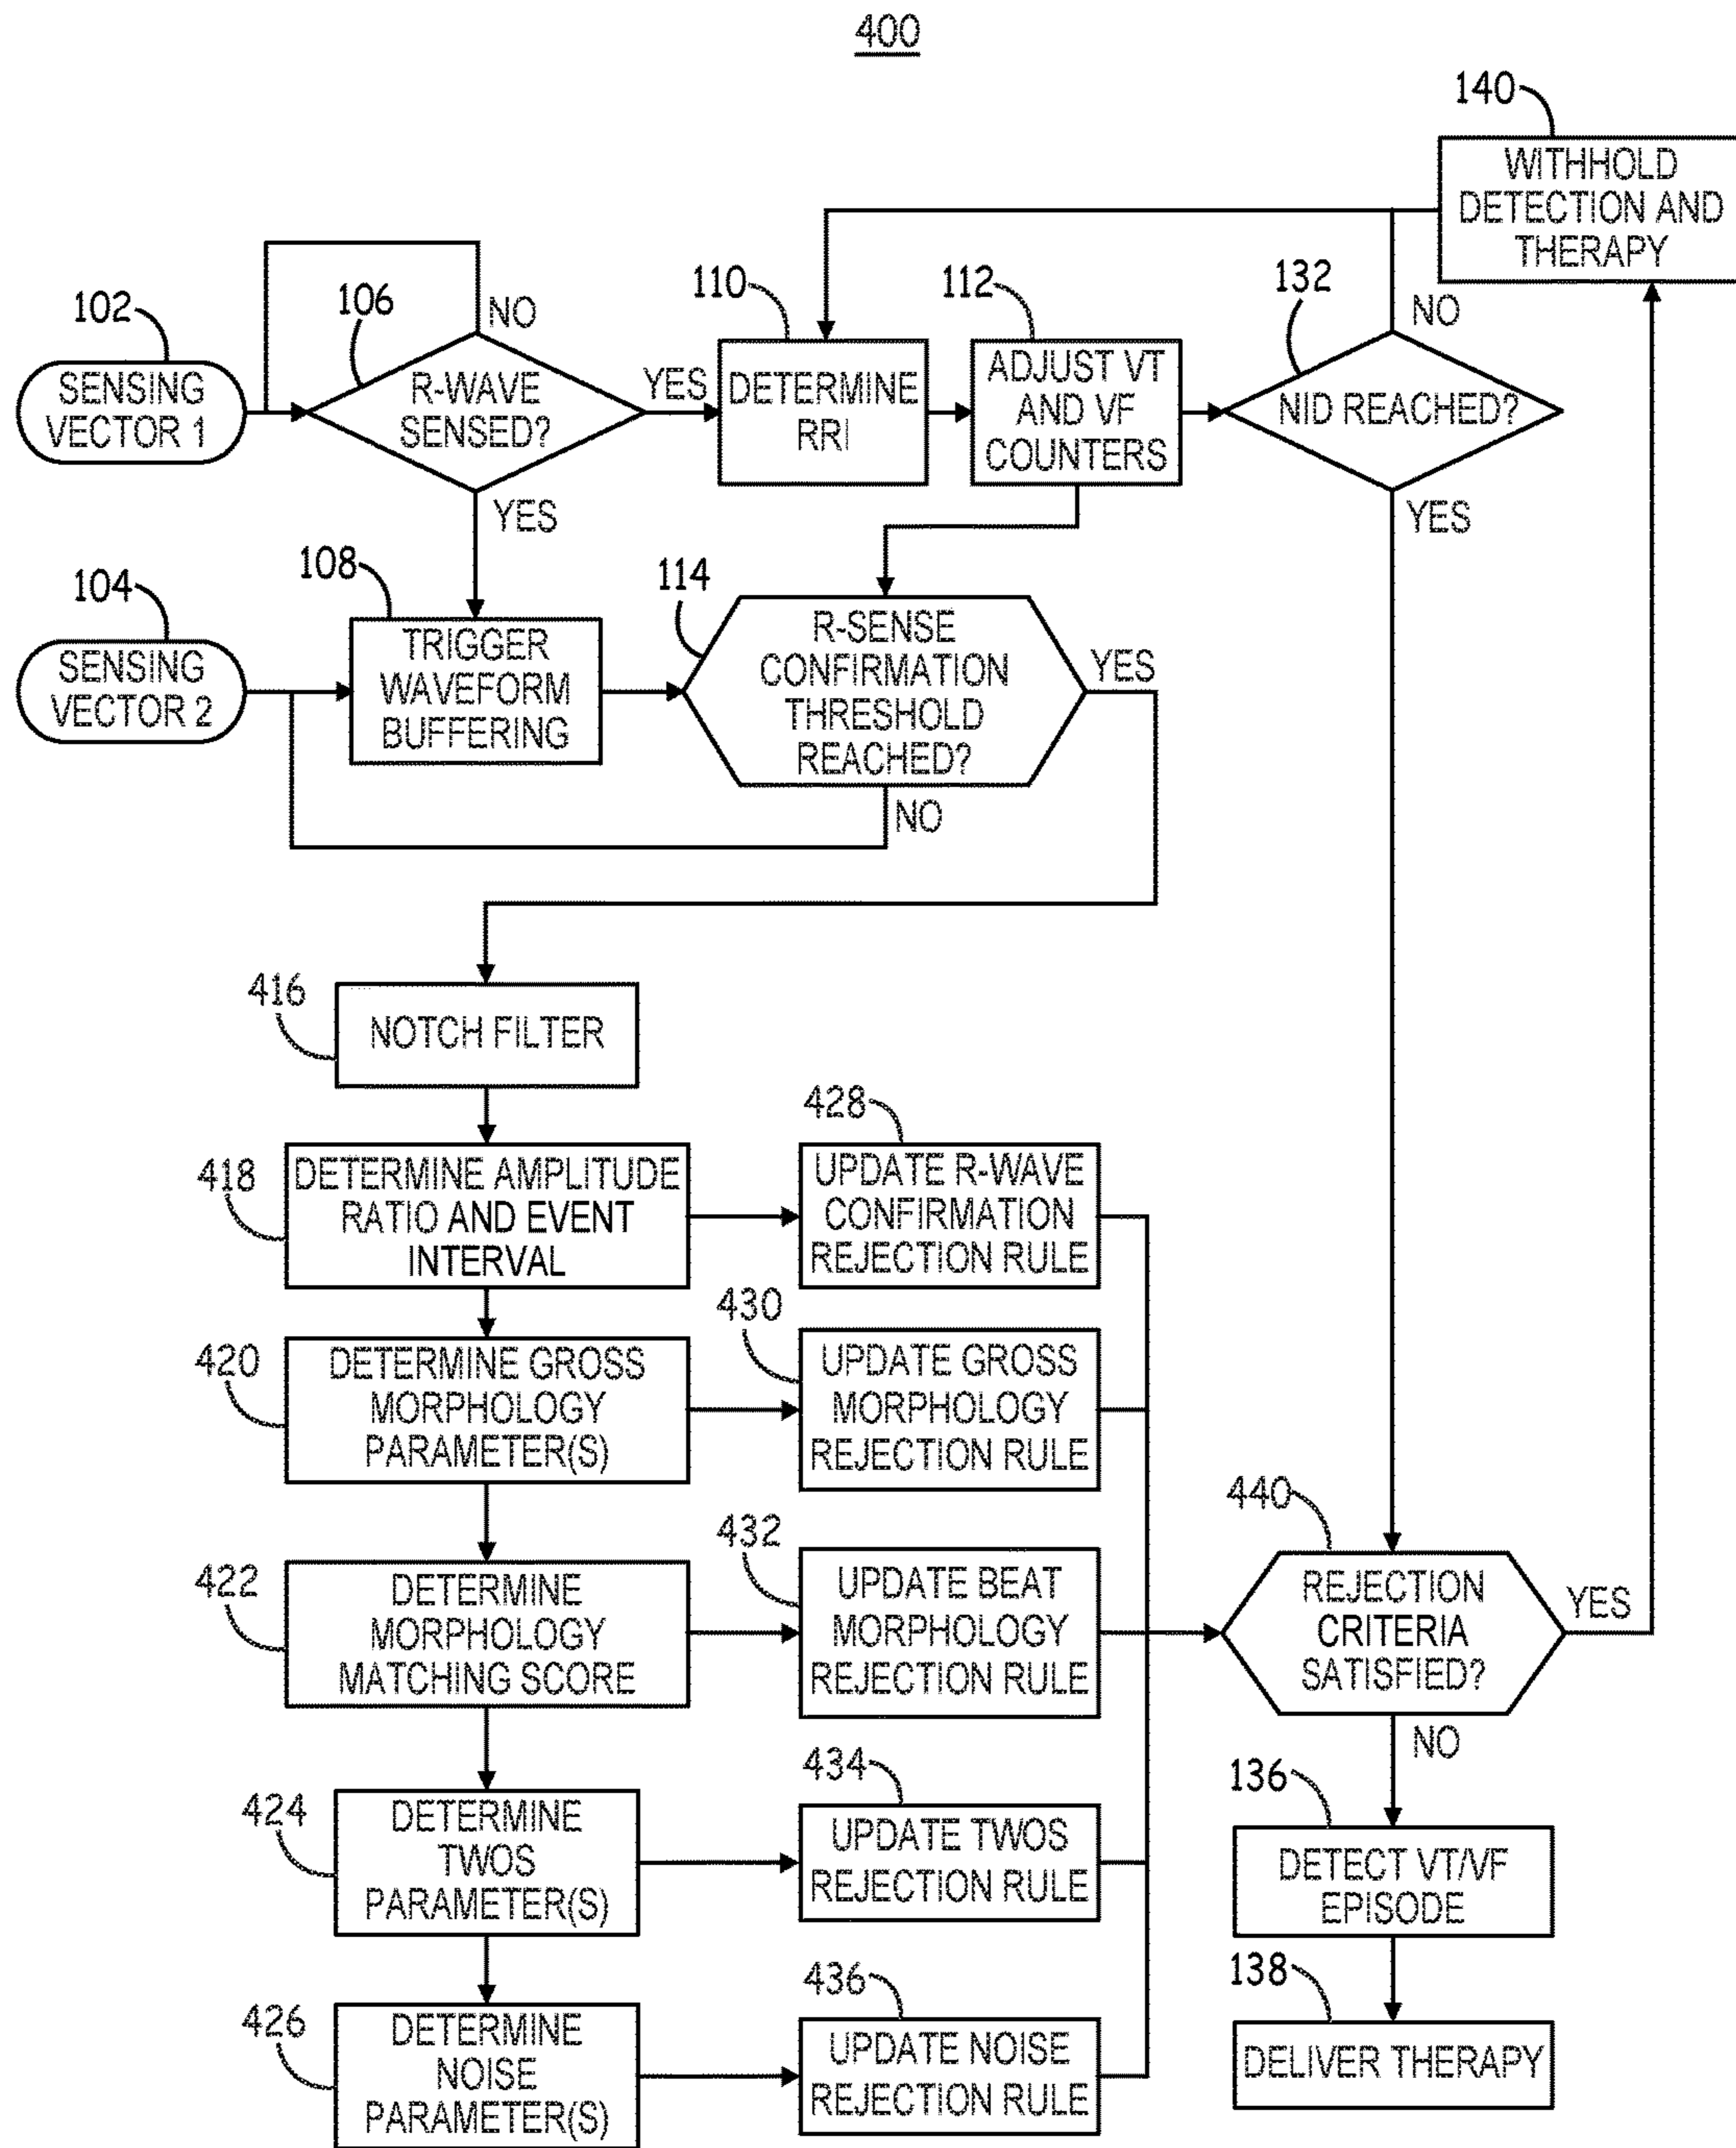 400
140
WITHHOLD
DETECTION AND
THERAPY
102
SENSING
VECTOR 1
106
R-WAVE
SENSED?
NO
YES
YES
110
DETERMINE
RRI
112
ADJUST VT
AND VF
COUNTERS
132
NID REACHED?
NO
YES
104
SENSING
VECTOR 2
108
TRIGGER
WAVEFORM
BUFFERING
114
R-SENSE
CONFIRMATION
THRESHOLD
REACHED?
YES
NO
416
NOTCH FILTER
418
DETERMINE AMPLITUDE
RATIO AND EVENT
INTERVAL
428
UPDATE R-WAVE
CONFIRMATION
REJECTION RULE
420
DETERMINE GROSS
MORPHOLOGY
PARAMETER(S)
430
UPDATE GROSS
MORPHOLOGY
REJECTION RULE
422
DETERMINE
MORPHOLOGY
MATCHING SCORE
432
UPDATE BEAT
MORPHOLOGY
REJECTION RULE
440
REJECTION
CRITERIA
SATISFIED?
YES
NO
424
DETERMINE
TWOS
PARAMETER(S)
434
UPDATE TWOS
REJECTION RULE
136
DETECT VT/VF
EPISODE
426
DETERMINE
NOISE
PARAMETER(S)
436
UPDATE NOISE
REJECTION RULE
138
DELIVER THERAPY